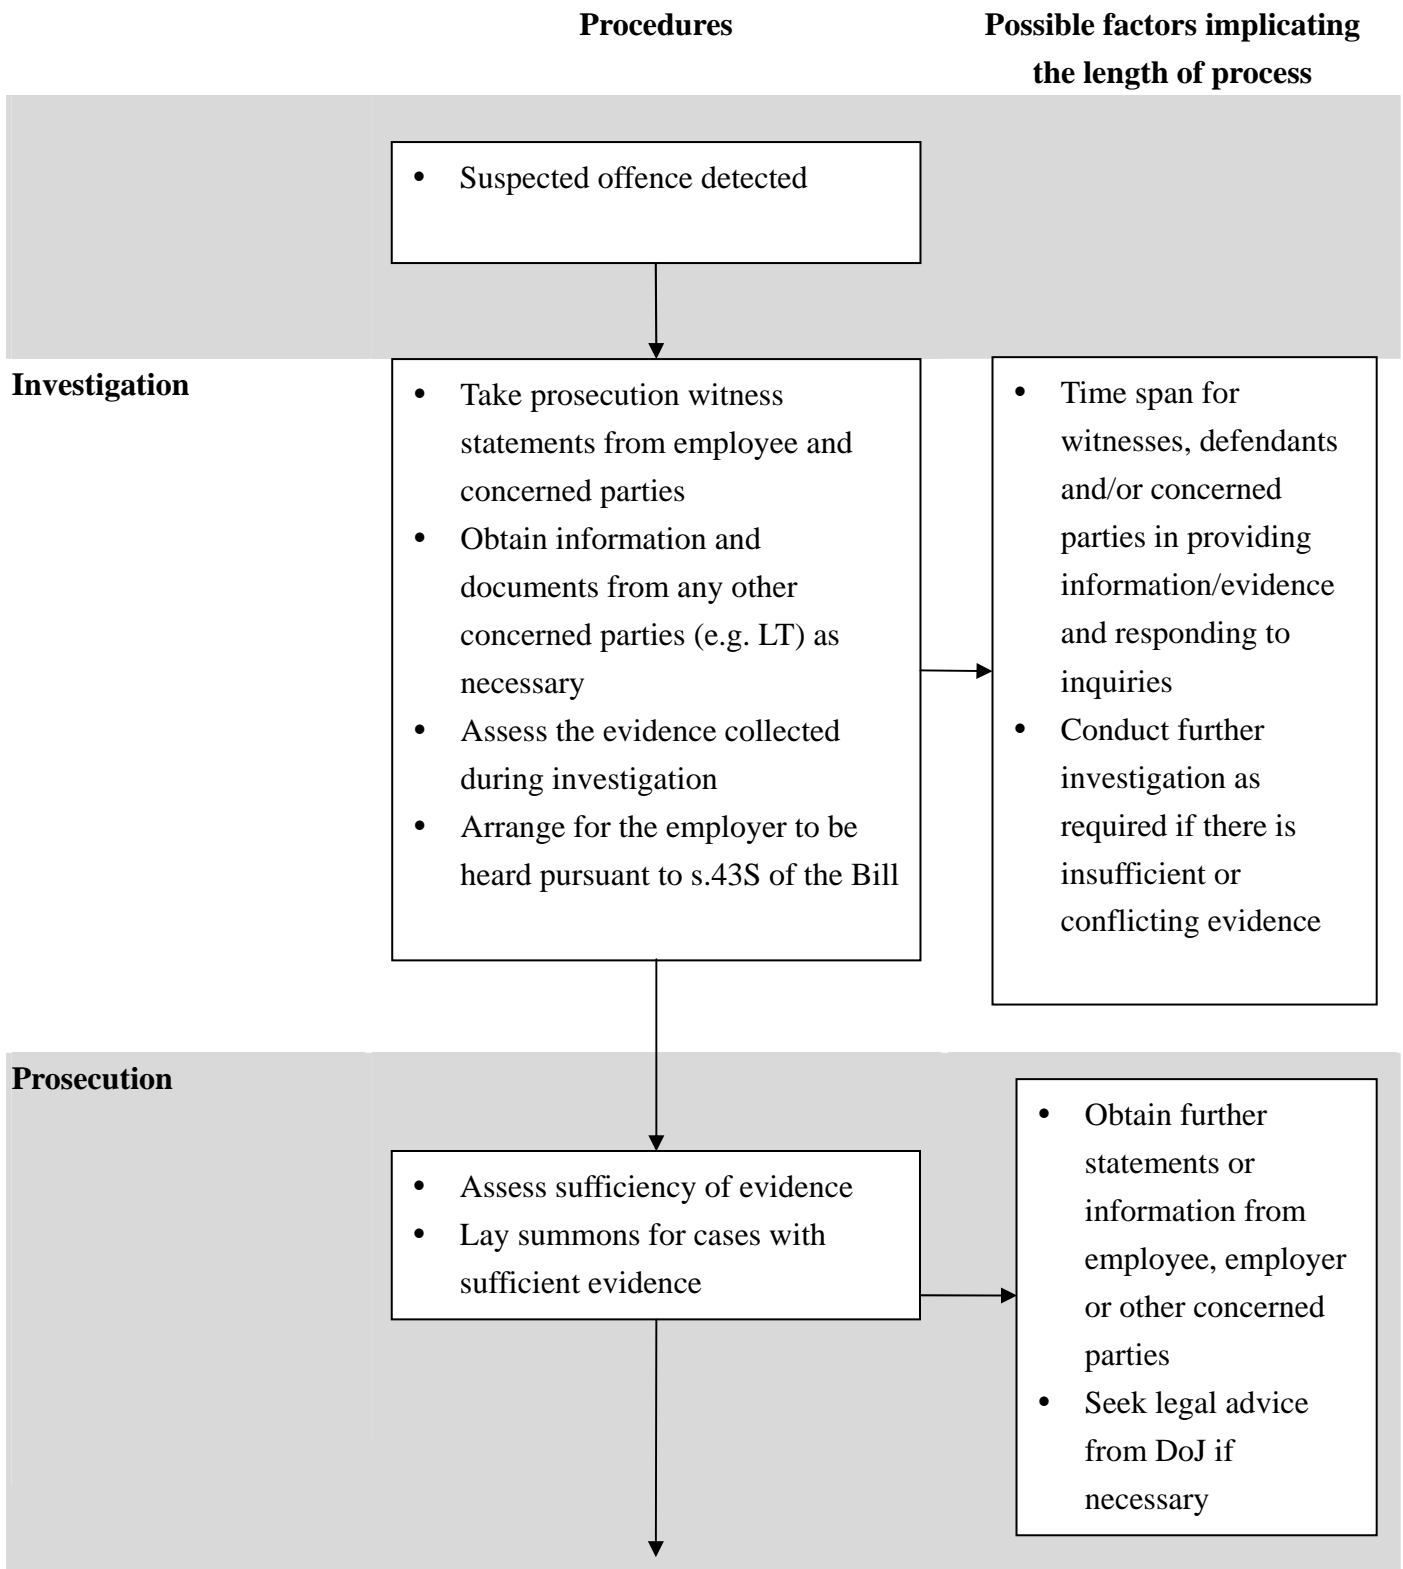 Procedures
Possible factors implicating
the length of process
• Suspected offence detected
Investigation
• Take prosecution witness
statements from employee and
concerned parties
• Obtain information and
documents from any other
concerned parties (e.g. LT) as
necessary
• Assess the evidence collected
during investigation
• Arrange for the employer to be
heard pursuant to s.43S of the Bill
• Time span for
witnesses, defendants
and/or concerned
parties in providing
information/evidence
and responding to
inquiries
• Conduct further
investigation as
required if there is
insufficient or
conflicting evidence
Prosecution
• Assess sufficiency of evidence
• Lay summons for cases with
sufficient evidence
• Obtain further
statements or
information from
employee, employer
or other concerned
parties
• Seek legal advice
from DoJ if
necessary